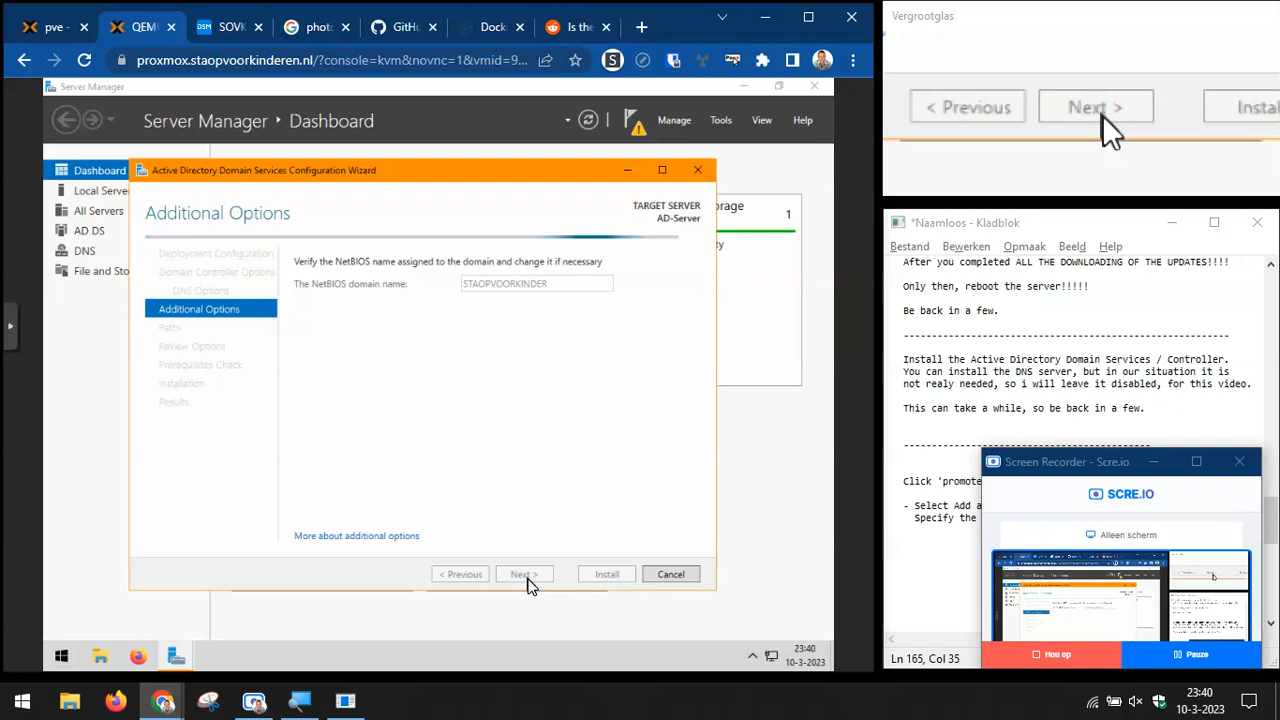 pve -
QEMU
SOVK
photo
GitHu
Dock
Is the
proxmox.staopvoorkinderen.nl/?console=kvm&novnc=1&vmid=9...
Server Manager
Server Manager
Dashboard
Manage
Tools
View
Help
Dashboard
Local Serve
All Servers
AD DS
DNS
File and Sto
orage
1
ty
Active Directory Domain Services Configuration Wizard
Additional Options
TARGET SERVER
AD-Server
Deployment Configuration
Domain Controller Options
DNS Options
Additional Options
Paths
Review Options
Prerequisites Check
Installation
Results
Verify the NetBIOS name assigned to the domain and change it if necessary
The NetBIOS domain name:
STAOPVOORKINDER
More about additional options
< Previous
Next >
Install
Cancel
23:40
10-3-2023
Vergrootglas
< Previous
Next >
Instal
*Naamloos - Kladblok
Bestand
Bewerken
Opmaak
Beeld
Help
After you completed ALL THE DOWNLOADING OF THE UPDATES!!!!
Only then, reboot the server!!!!!
Be back in a few.
-----------------------------------------------------
Install the Active Directory Domain Services / Controller.
You can install the DNS server, but in our situation it is
not realy needed, so i will leave it disabled, for this video.
This can take a while, so be back in a few.
----------------------------------------
Click 'promote
- Select Add a
Specify the
Ln 165, Col 35
Screen Recorder - Scre.io
SCRE.IO
Alleen scherm
Hou op
Pauze
23:40
10-3-2023